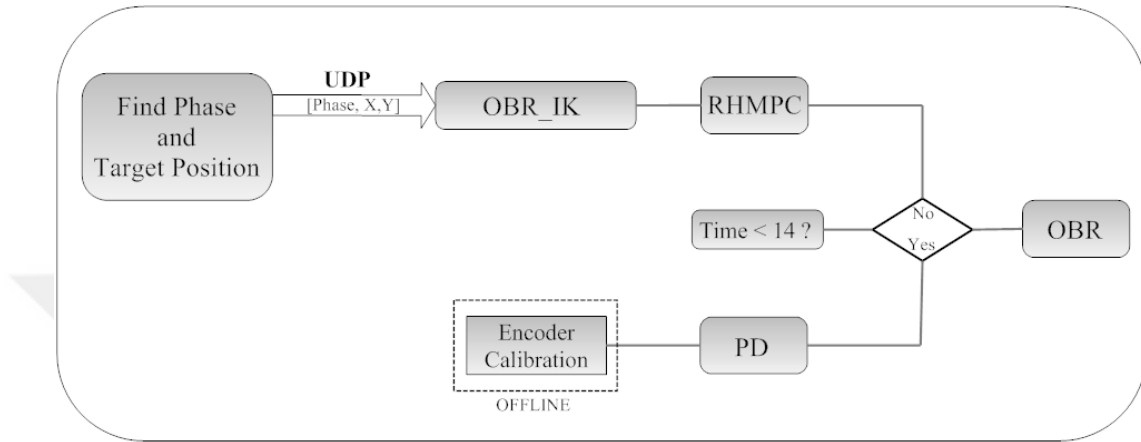 Find Phase
and
Target Position
UDP
[Phase, X,Y]
OBR_IK
RHMPC
Time < 14 ?
No
Yes
OBR
Encoder
Calibration
OFFLINE
PD